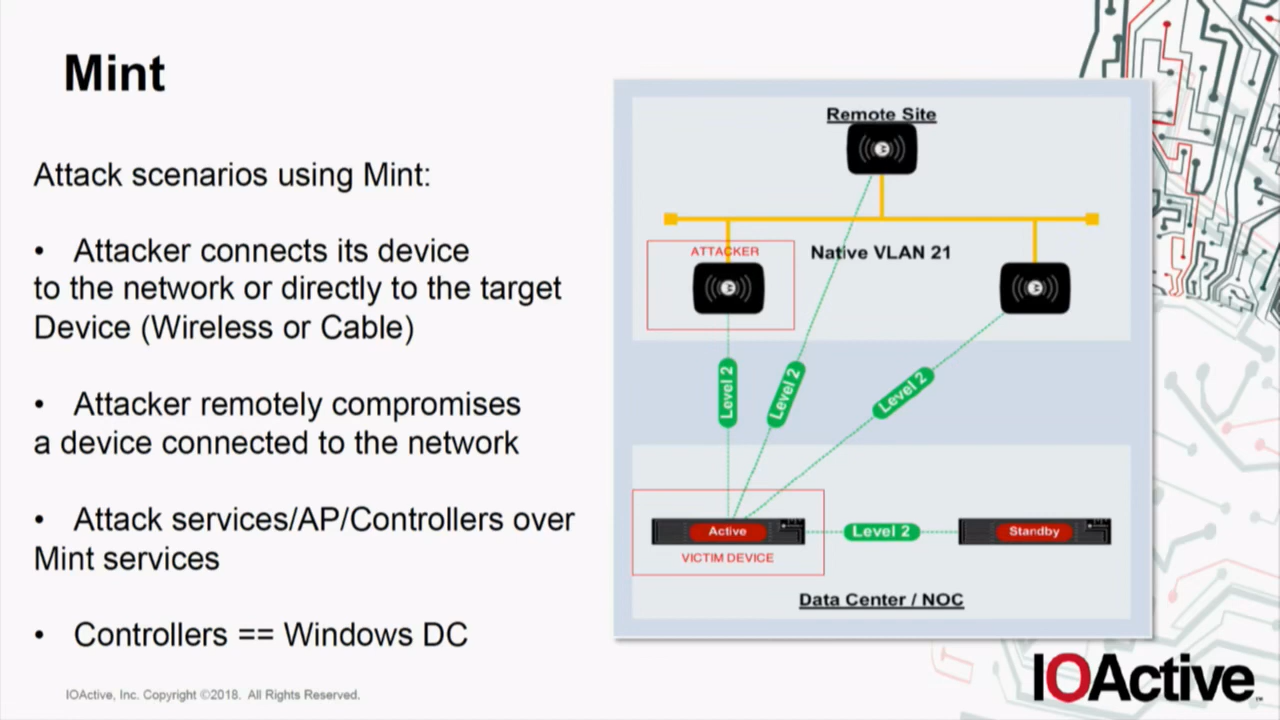 Mint
Attack scenarios using Mint:
• Attacker connects its device
to the network or directly to the target
Device (Wireless or Cable)
• Attacker remotely compromises
a device connected to the network
• Attack services/AP/Controllers over
Mint services
• Controllers == Windows DC
Remote Site
ATTACKER
Native VLAN 21
Level 2
Level 2
Level 2
Active
Level 2
Standby
VICTIM DEVICE
Data Center / NOC
IOActive, Inc. Copyright ©2018. All Rights Reserved.
IOActive™